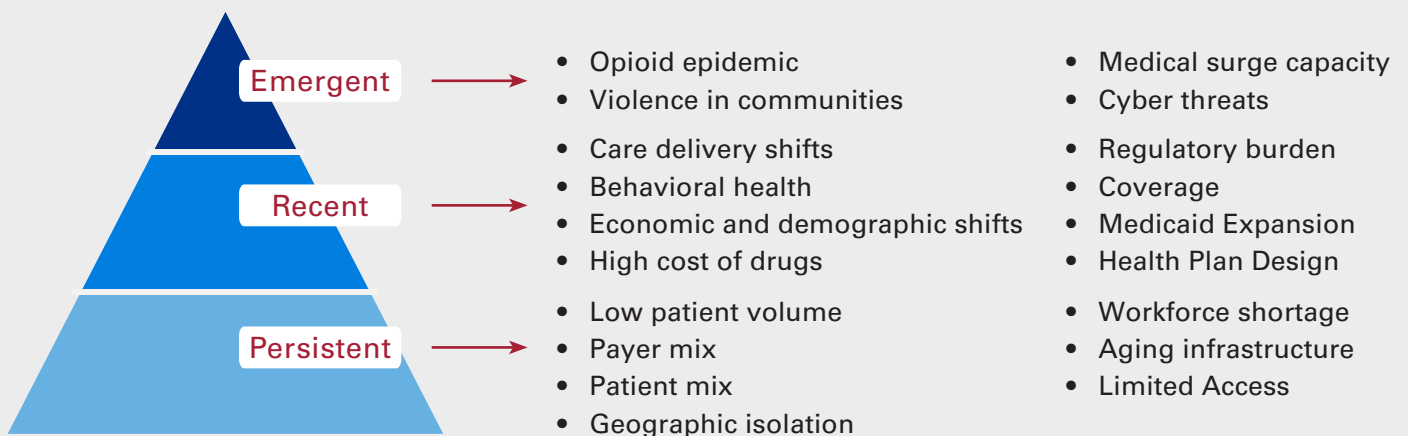 Emergent
• Opioid epidemic
• Violence in communities
• Medical surge capacity
• Cyber threats
Recent
• Care delivery shifts
• Behavioral health
• Economic and demographic shifts
• High cost of drugs
• Regulatory burden
• Coverage
• Medicaid Expansion
• Health Plan Design
Persistent
• Low patient volume
• Payer mix
• Patient mix
• Geographic isolation
• Workforce shortage
• Aging infrastructure
• Limited Access